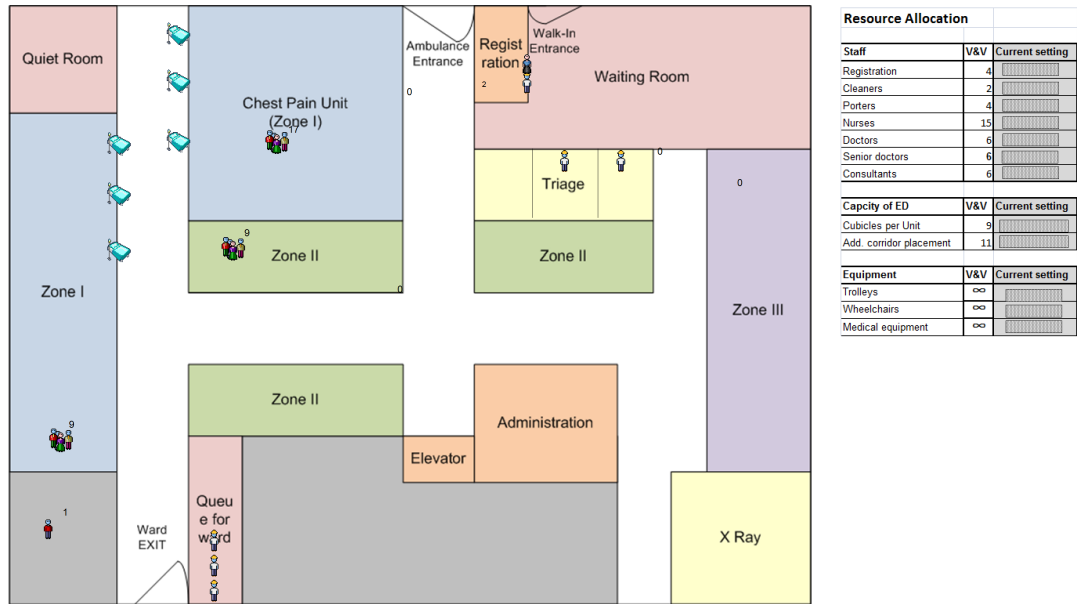 Quiet Room
Chest Pain Unit
(Zone I)
17
Ambulance
Entrance
0
Regist
ration
2
Walk-In
Entrance
Waiting Room
Triage
0
0
9
Zone II
0
Zone II
Zone I
Zone III
9
Zone II
Administration
Elevator
1
Ward
EXIT
Queu
e for
ward
X Ray
Resource Allocation
Staff V&V Current setting
Registration 4
Cleaners 2
Porters 4
Nurses 15
Doctors 6
Senior doctors 6
Consultants 6
Capcity of ED V&V Current setting
Cubicles per Unit 9
Add. corridor placement 11
Equipment V&V Current setting
Trolleys ∞
Wheelchairs ∞
Medical equipment ∞